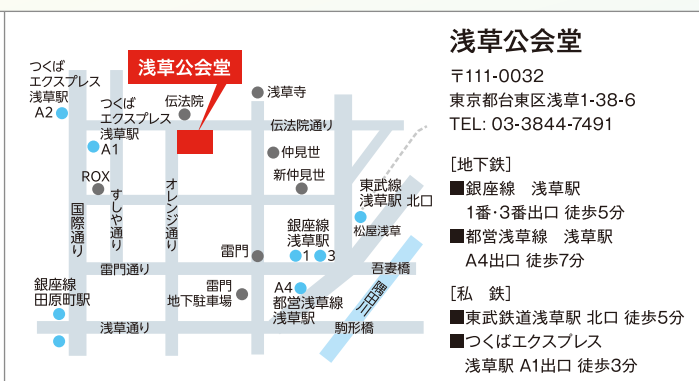 つくば
エクスプレス
浅草駅
A2
つくば
エクスプレス
浅草駅
A1
浅草公会堂
伝法院
浅草寺
伝法院通り
仲見世
新仲見世
ROX
国際通り
すしや通り
オレンジ通り
東武線
浅草駅 北口
松屋浅草
銀座線
浅草駅
1 3
雷門
雷門通り
吾妻橋
銀座線
田原町駅
雷門
地下駐車場
A4
都営浅草線
浅草駅
隅田川
浅草通り
駒形橋
浅草公会堂
〒111-0032
東京都台東区浅草1-38-6
TEL: 03-3844-7491
[地下鉄]
■銀座線 浅草駅
1番・3番出口 徒歩5分
■都営浅草線 浅草駅
A4出口 徒歩7分
[私 鉄]
■東武鉄道浅草駅 北口 徒歩5分
■つくばエクスプレス
浅草駅 A1出口 徒歩3分